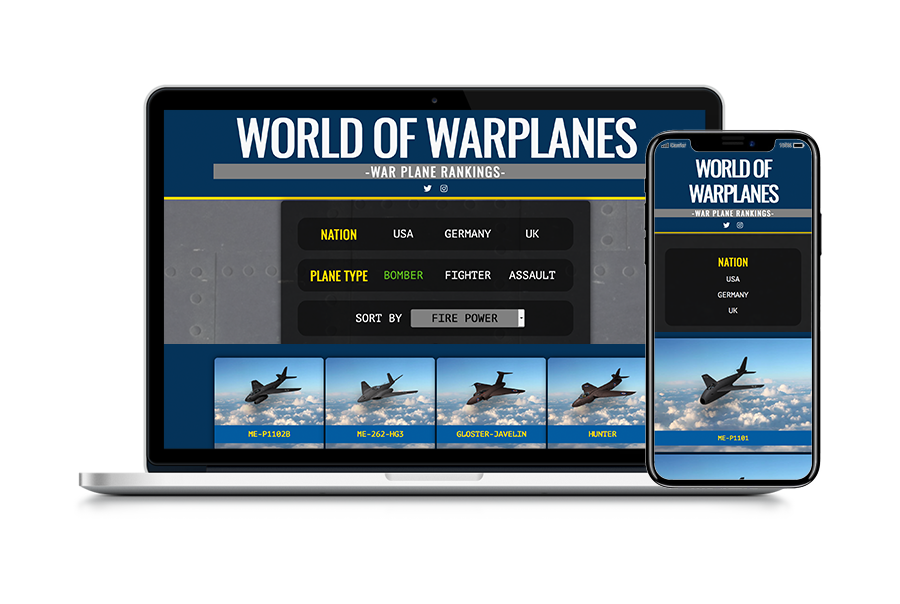 WORLD OF WARPLANES
-WAR PLANE RANKINGS-
NATION USA GERMANY UK
PLANE TYPE BOMBER FIGHTER ASSAULT
SORT BY FIRE POWER
ME-P1102B ME-262-HG3 GLOSTER-JAVELIN HUNTER
Carrier 100%
WORLD OF
WARPLANES
-WAR PLANE RANKINGS-
NATION
USA
GERMANY
UK
ME-P1101